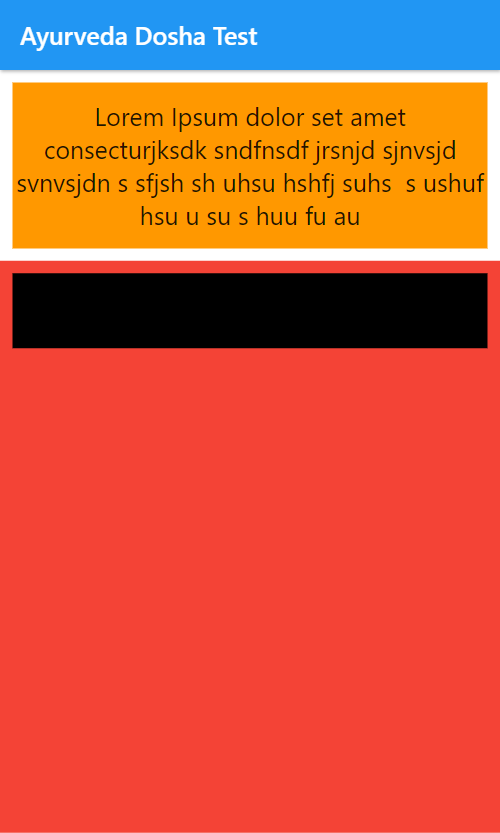 Ayurveda Dosha Test
Lorem Ipsum dolor set amet
consecturjksdk sndfnsdf jrsnjd sjnvsjd
svnvsjdn s sfjsh sh uhsu hshfj suhs  s ushuf
hsu u su s huu fu au